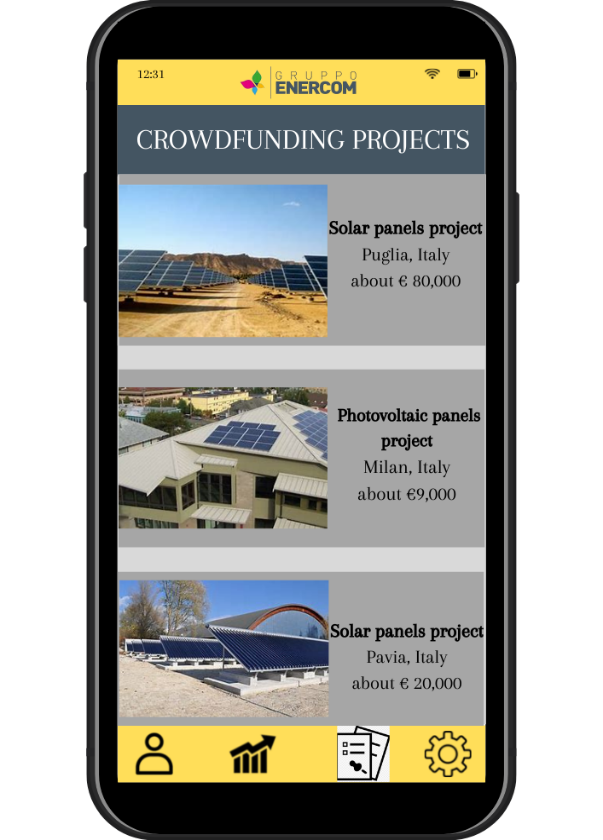 12:31
GRUPPO
ENERCOM
CROWDFUNDING PROJECTS
Solar panels project
Puglia, Italy
about € 80,000
Photovoltaic panels
project
Milan, Italy
about €9,000
Solar panels project
Pavia, Italy
about € 20,000